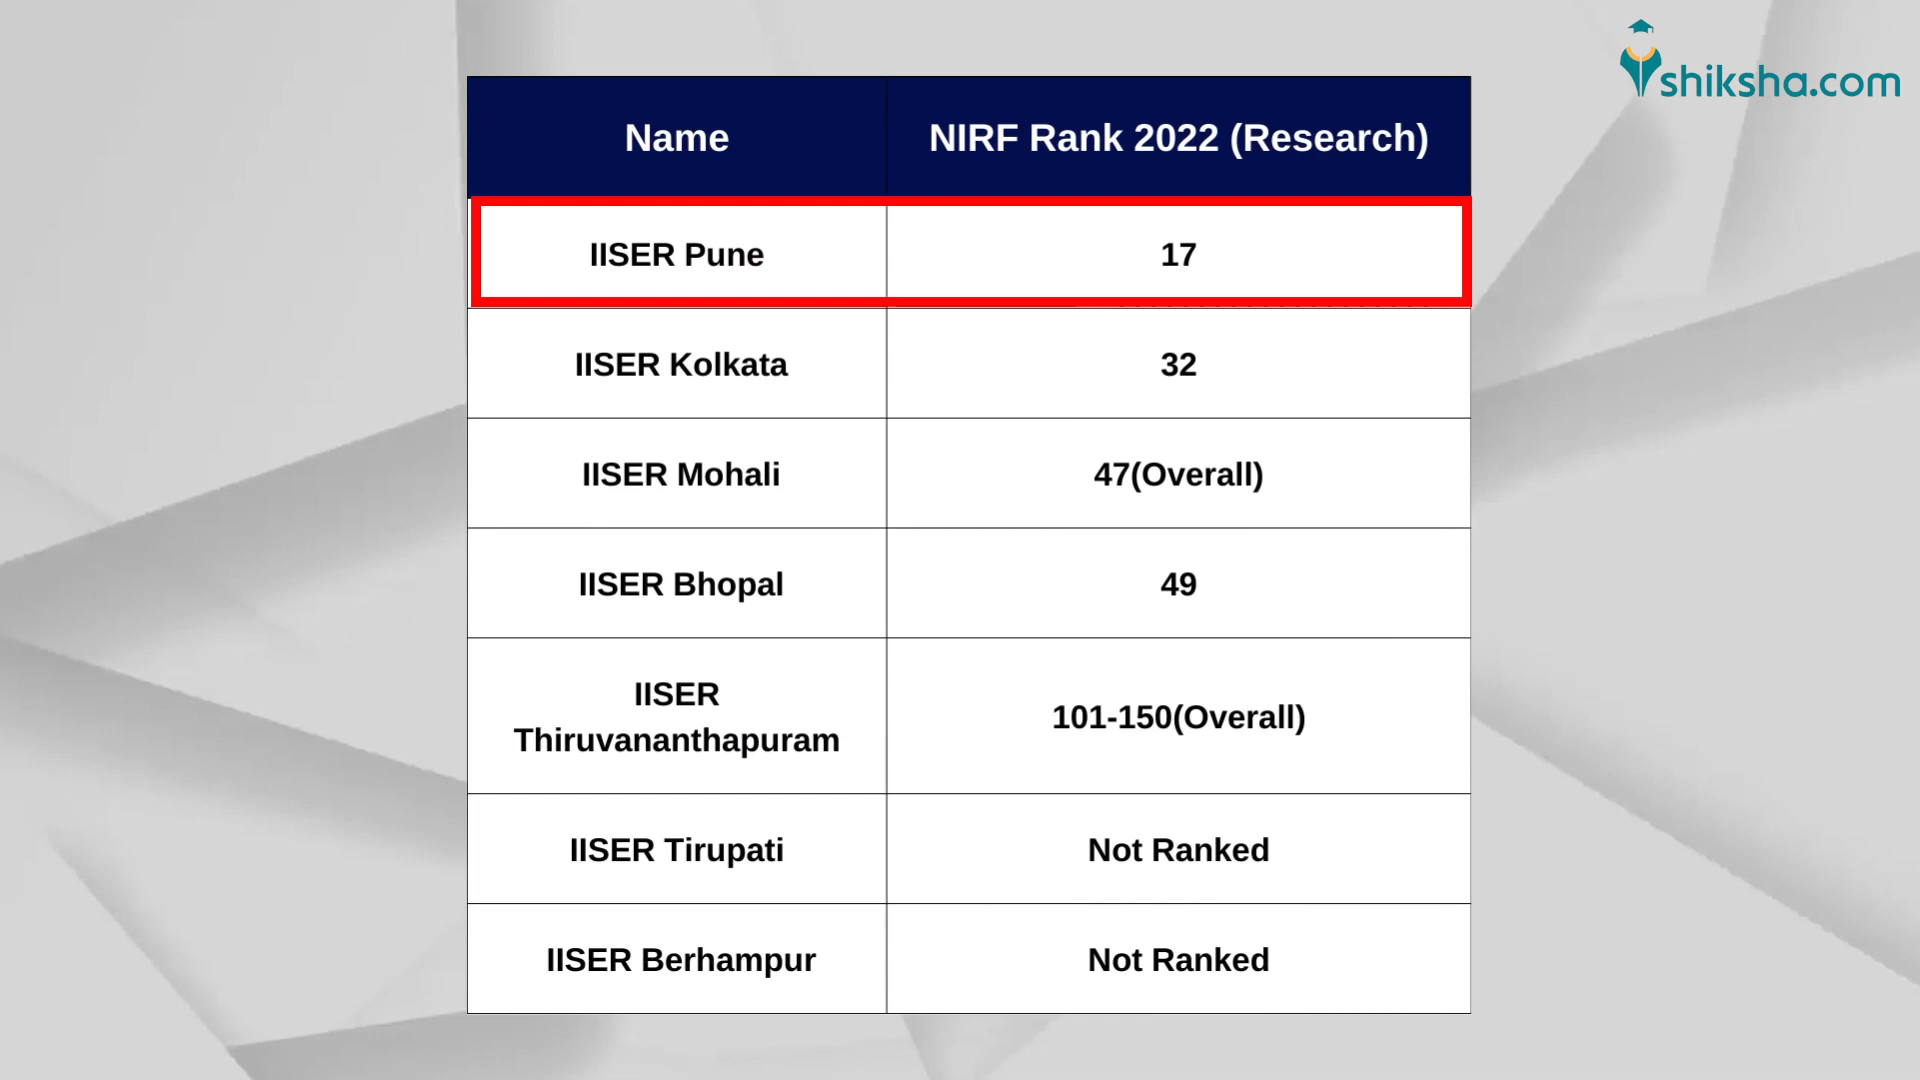 shiksha.com
Name NIRF Rank 2022 (Research)
IISER Pune 17
IISER Kolkata 32
IISER Mohali 47(Overall)
IISER Bhopal 49
IISER
Thiruvananthapuram
101-150(Overall)
IISER Tirupati Not Ranked
IISER Berhampur Not Ranked